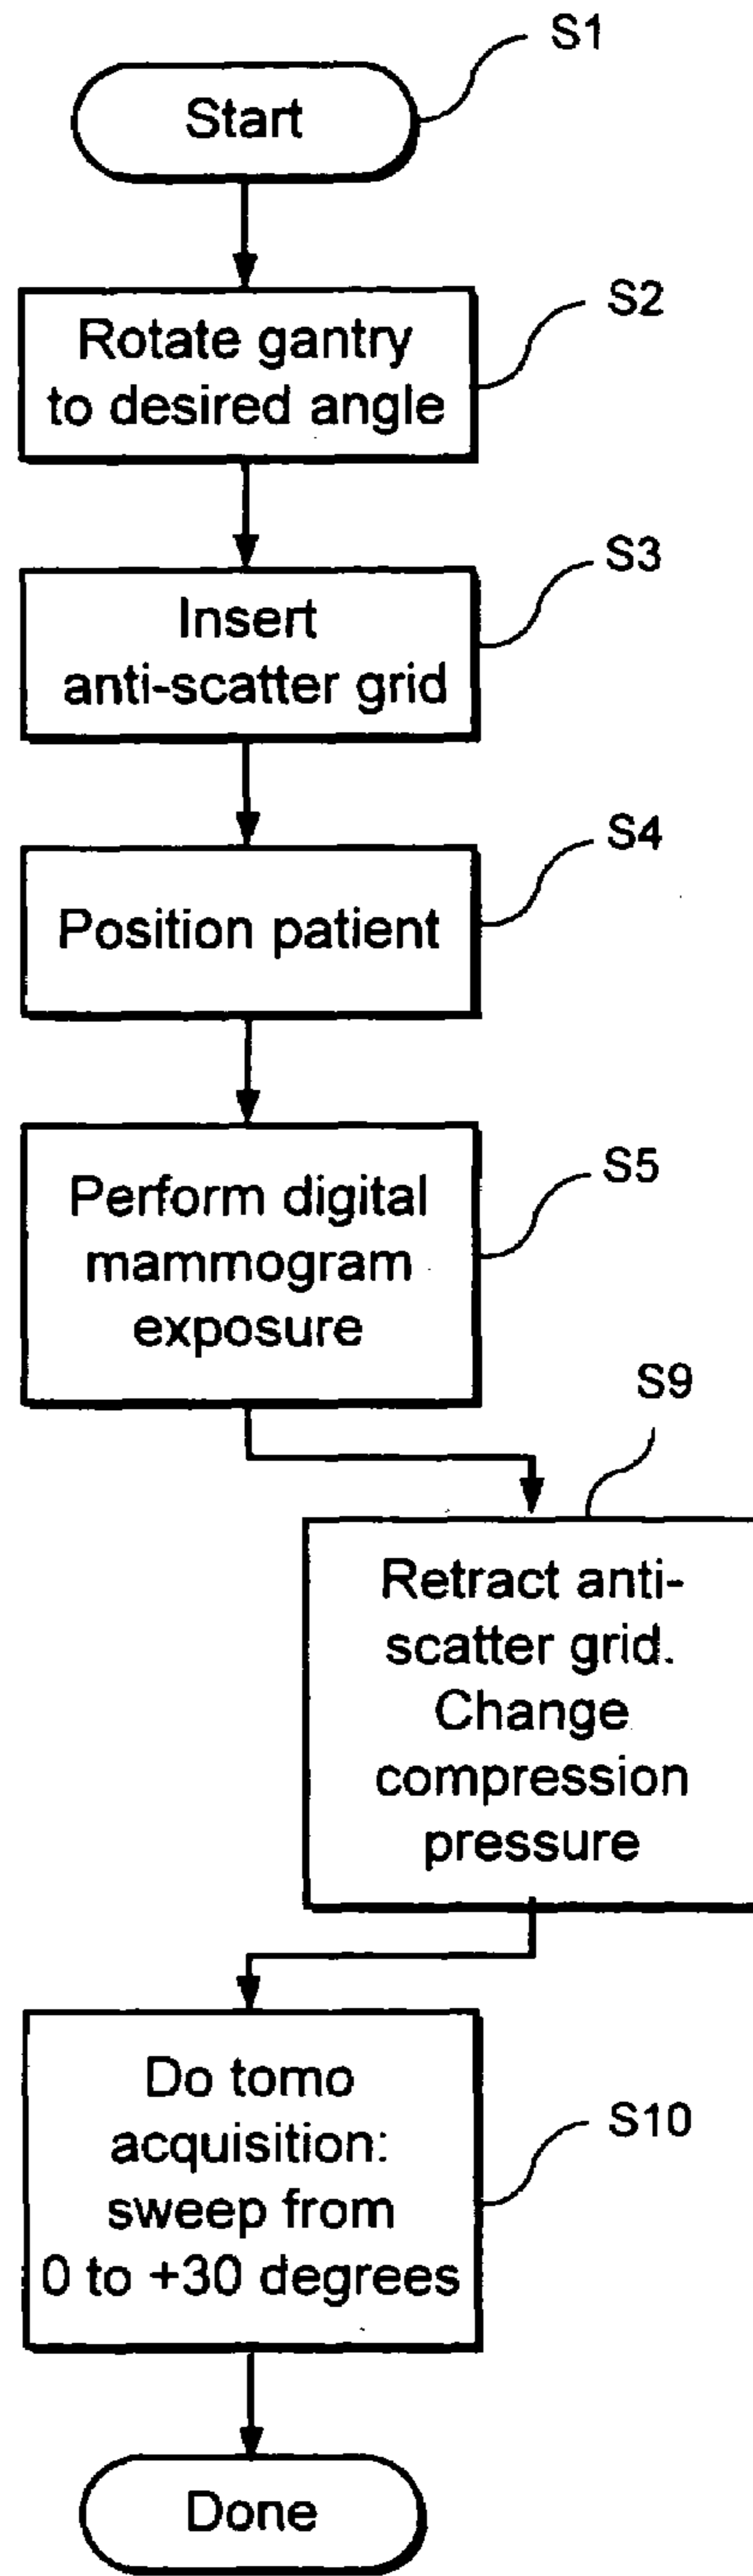 S1
Start
S2
Rotate gantry
to desired angle
S3
Insert
anti-scatter grid
S4
Position patient
S5
Perform digital
mammogram
exposure
S9
Retract anti-
scatter grid.
Change
compression
pressure
Do tomo
acquisition:
sweep from
0 to +30 degrees
S10
Done